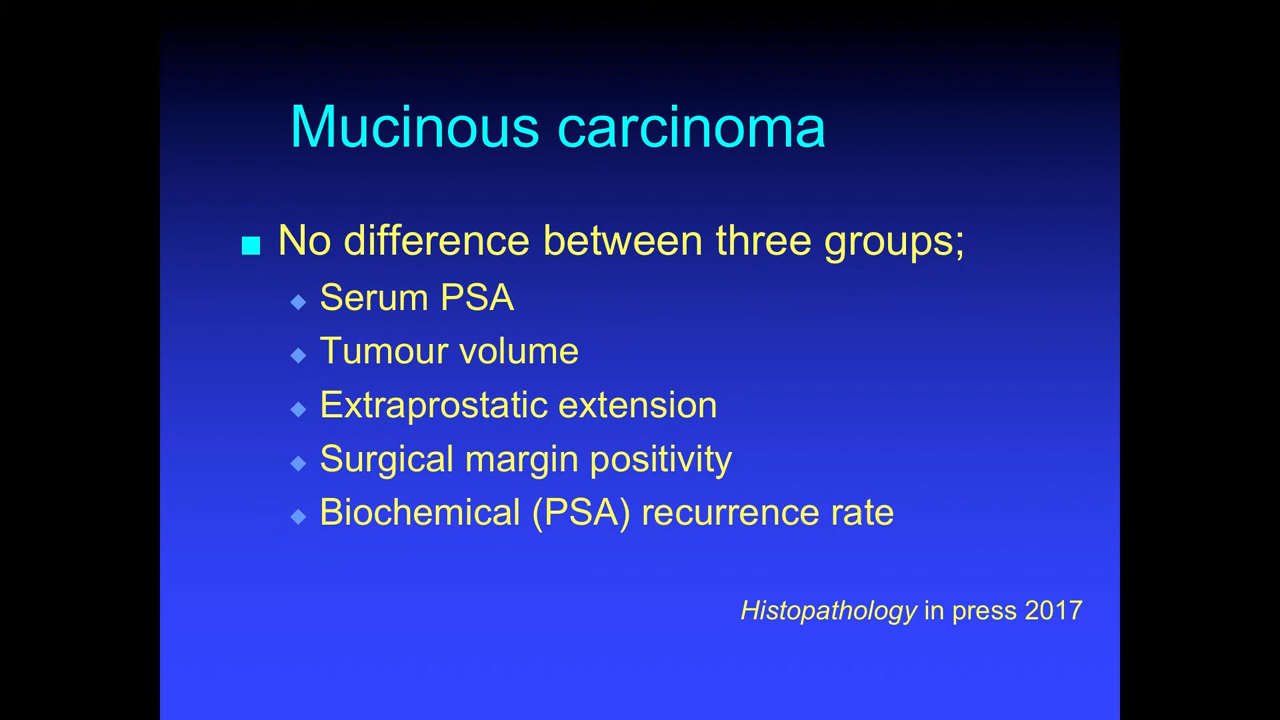 Mucinous carcinoma
No difference between three groups;
Serum PSA
Tumour volume
Extraprostatic extension
Surgical margin positivity
Biochemical (PSA) recurrence rate
Histopathology in press 2017